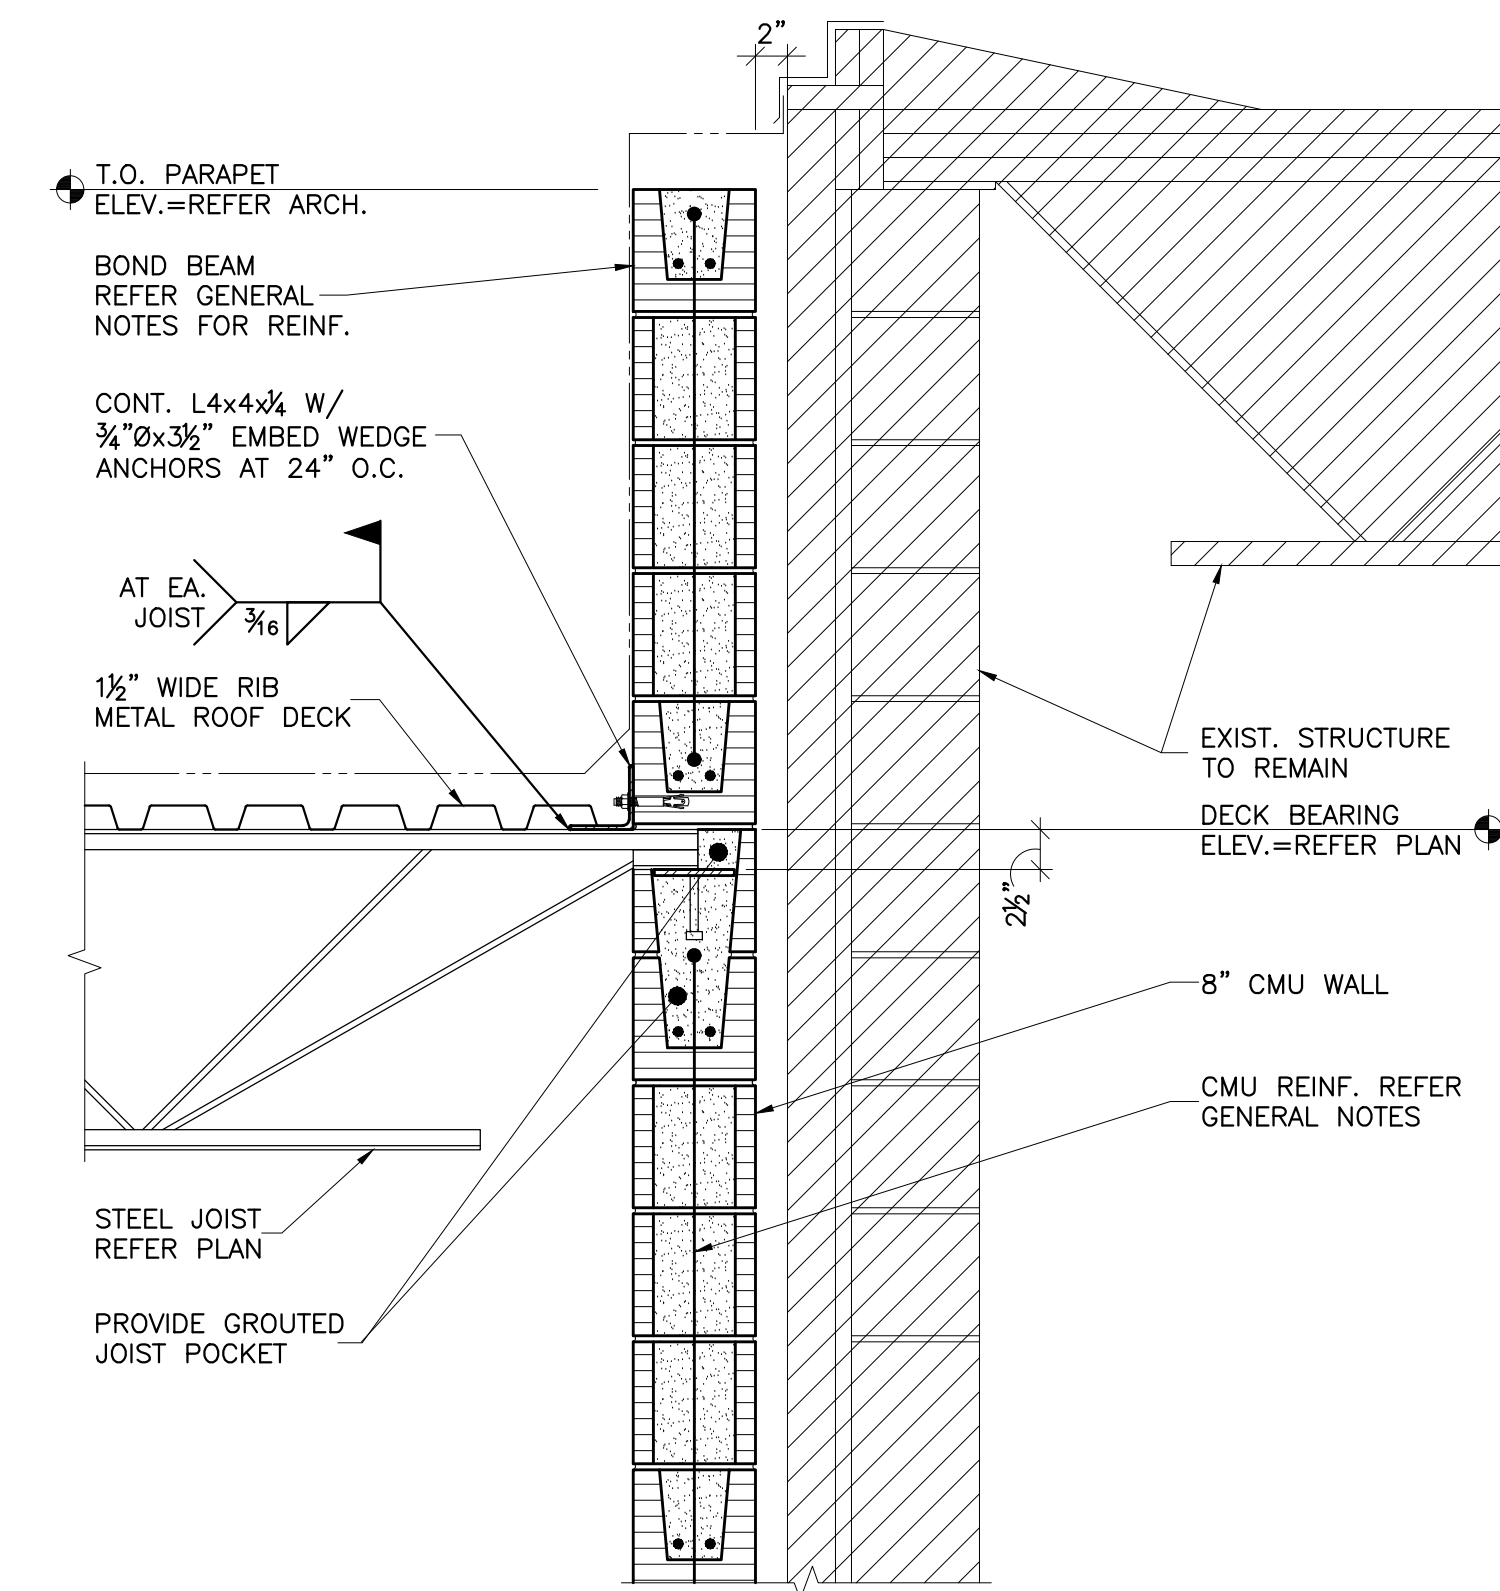 2"
T.O. PARAPET
ELEV.=REFER ARCH.
BOND BEAM
REFER GENERAL
NOTES FOR REINF.
CONT. L4x4x¼ W/
¾"Øx3½" EMBED WEDGE
ANCHORS AT 24" O.C.
AT EA.
JOIST
3/16
1½" WIDE RIB
METAL ROOF DECK
EXIST. STRUCTURE
TO REMAIN
DECK BEARING
ELEV.=REFER PLAN
2½"
8" CMU WALL
CMU REINF. REFER
GENERAL NOTES
STEEL JOIST
REFER PLAN
PROVIDE GROUTED
JOIST POCKET